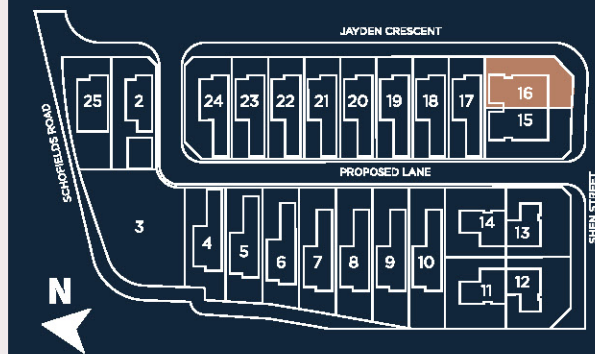 JAYDEN CRESCENT
25 2 24 23 22 21 20 19 18 17 16
15
SCHOFIELDS ROAD
PROPOSED LANE
SHEN STREET
3 4 5 6 7 8 9 10 14 13
11 12
N